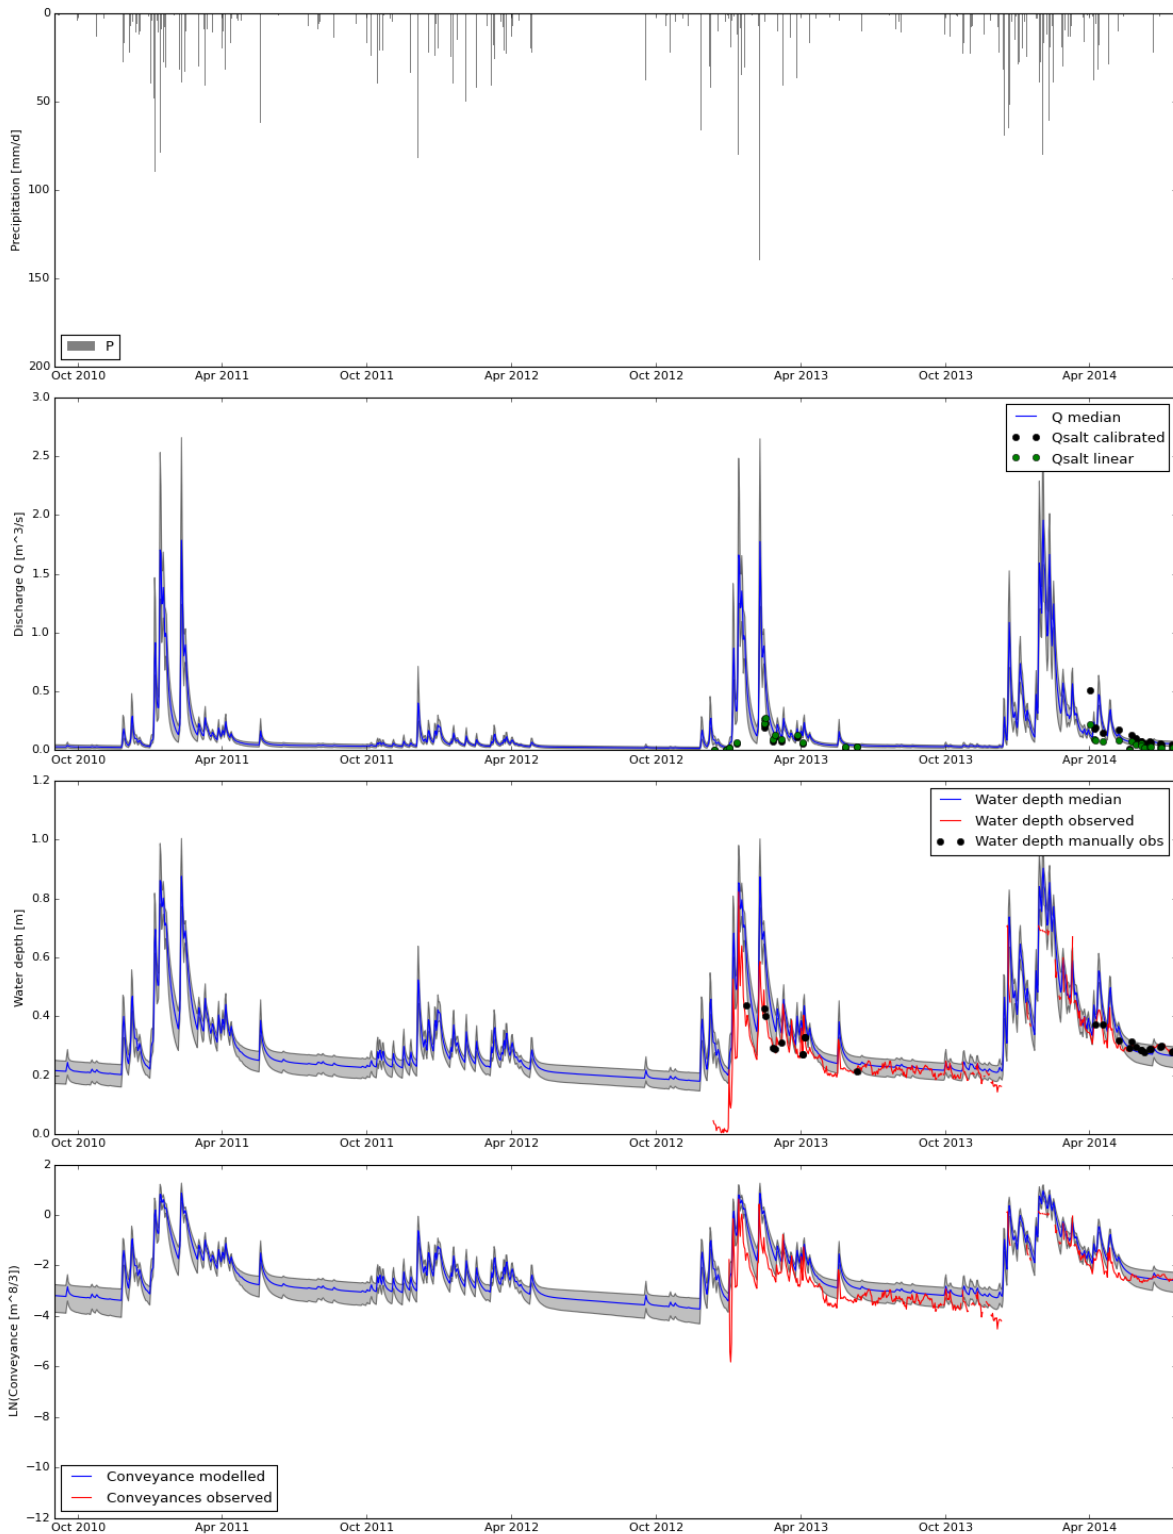 0
50
100
150
200
Precipitation [mm/d]
P
Oct 2010 Apr 2011 Oct 2011 Apr 2012 Oct 2012 Apr 2013 Oct 2013 Apr 2014
3.0
2.5
2.0
1.5
1.0
0.5
0.0
Discharge Q [m^3/s]
Q median
Qsalt calibrated
Qsalt linear
Oct 2010 Apr 2011 Oct 2011 Apr 2012 Oct 2012 Apr 2013 Oct 2013 Apr 2014
1.2
1.0
0.8
0.6
0.4
0.2
0.0
Water depth [m]
Water depth median
Water depth observed
Water depth manually obs
Oct 2010 Apr 2011 Oct 2011 Apr 2012 Oct 2012 Apr 2013 Oct 2013 Apr 2014
2
0
−2
−4
−6
−8
−10
−12
LN(Conveyance [m^8/3])
Conveyance modelled
Conveyances observed
Oct 2010 Apr 2011 Oct 2011 Apr 2012 Oct 2012 Apr 2013 Oct 2013 Apr 2014